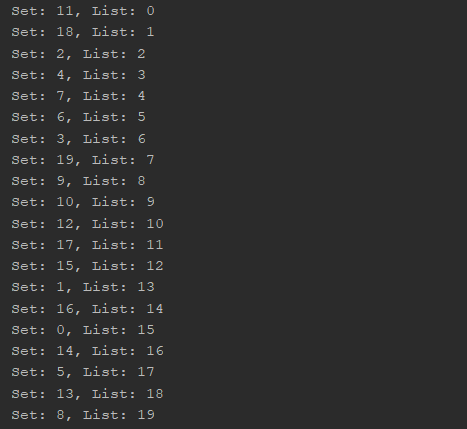 Set: 11, List: 0
Set: 18, List: 1
Set: 2, List: 2
Set: 4, List: 3
Set: 7, List: 4
Set: 6, List: 5
Set: 3, List: 6
Set: 19, List: 7
Set: 9, List: 8
Set: 10, List: 9
Set: 12, List: 10
Set: 17, List: 11
Set: 15, List: 12
Set: 1, List: 13
Set: 16, List: 14
Set: 0, List: 15
Set: 14, List: 16
Set: 5, List: 17
Set: 13, List: 18
Set: 8, List: 19